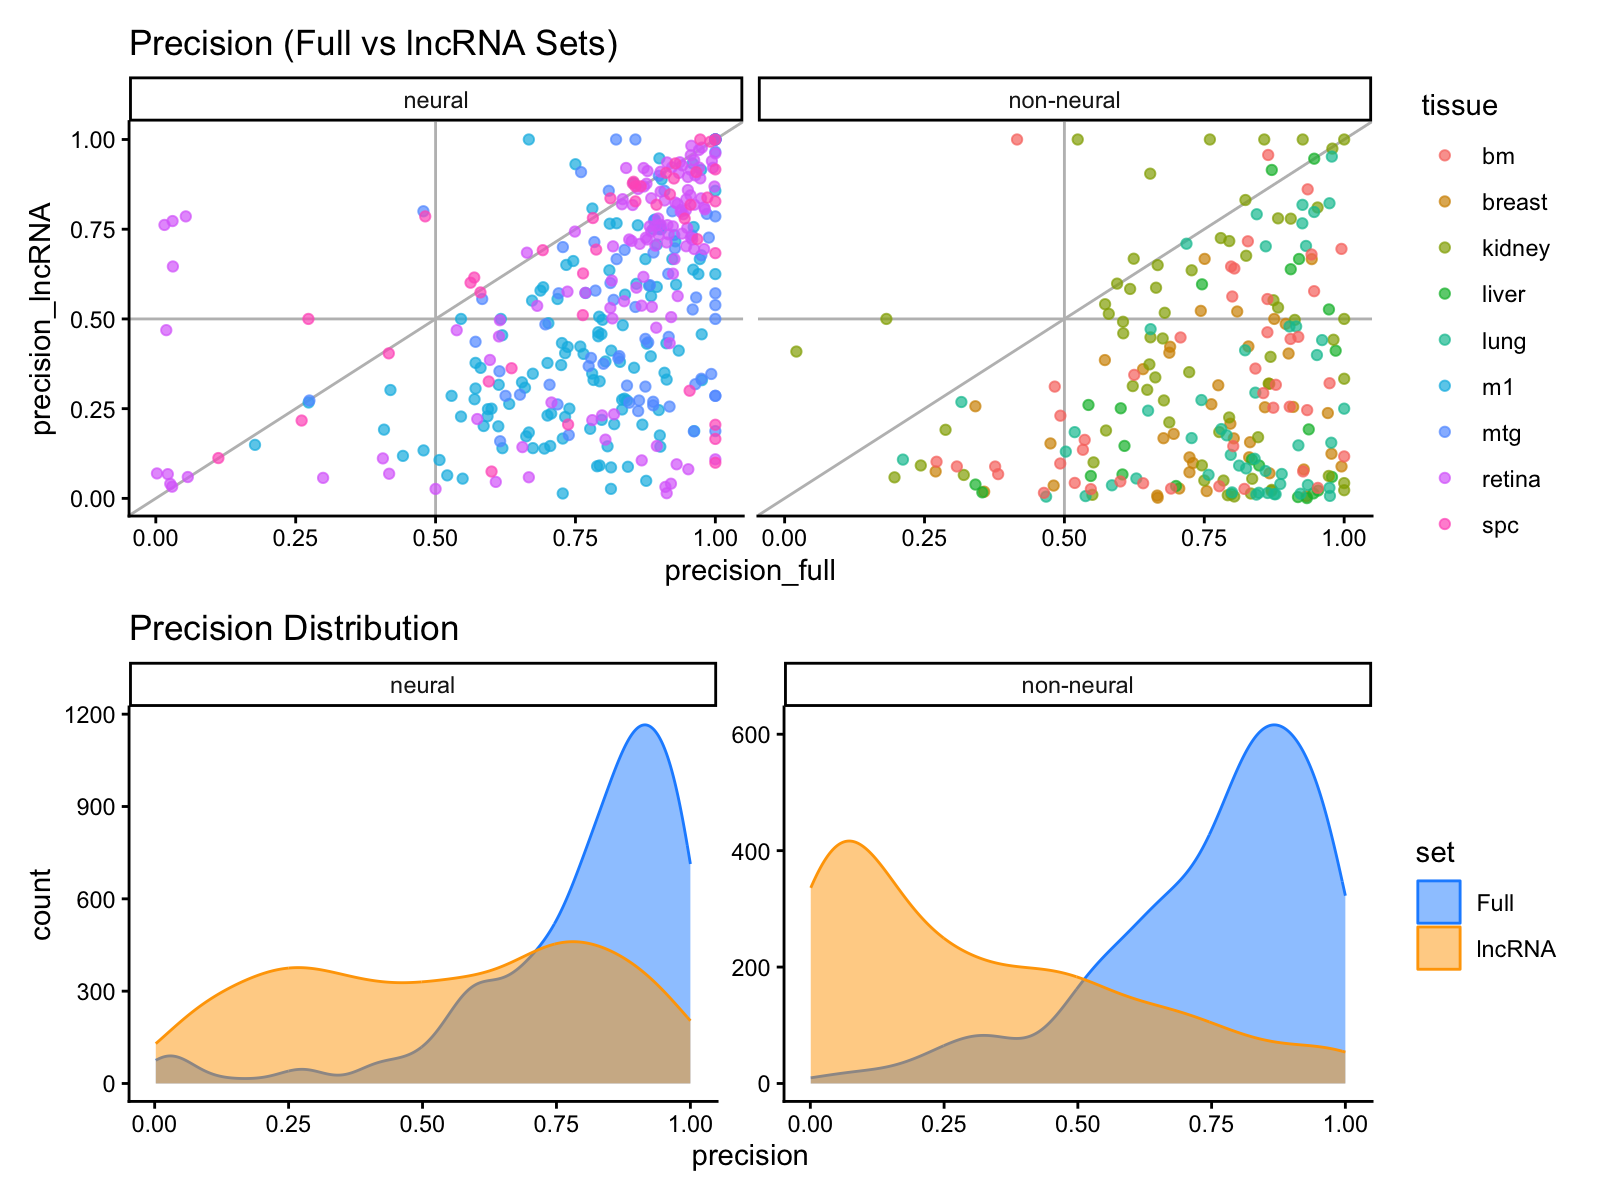 Precision (Full vs lncRNA Sets)
neural
non-neural
precision_lncRNA
1.00
0.75
0.50
0.25
0.00
0.00 0.25 0.50 0.75 1.00
0.00 0.25 0.50 0.75 1.00
precision_full
tissue
bm
breast
kidney
liver
lung
m1
mtg
retina
spc
Precision Distribution
neural
non-neural
count
1200
900
600
300
0
600
400
200
0
0.00 0.25 0.50 0.75 1.00
0.00 0.25 0.50 0.75 1.00
precision
set
Full
lncRNA